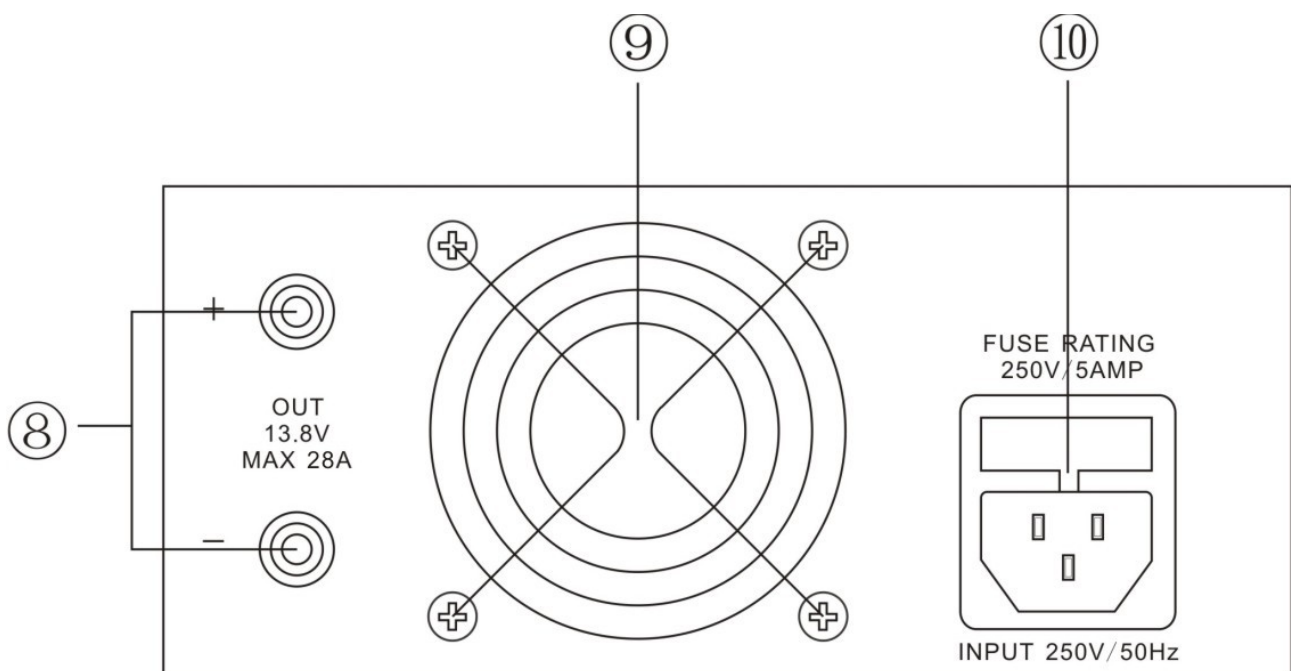 ⑨
⑩
+
⑧
OUT
13.8V
MAX 28A
−
FUSE RATING
250V/5AMP
INPUT 250V/50Hz